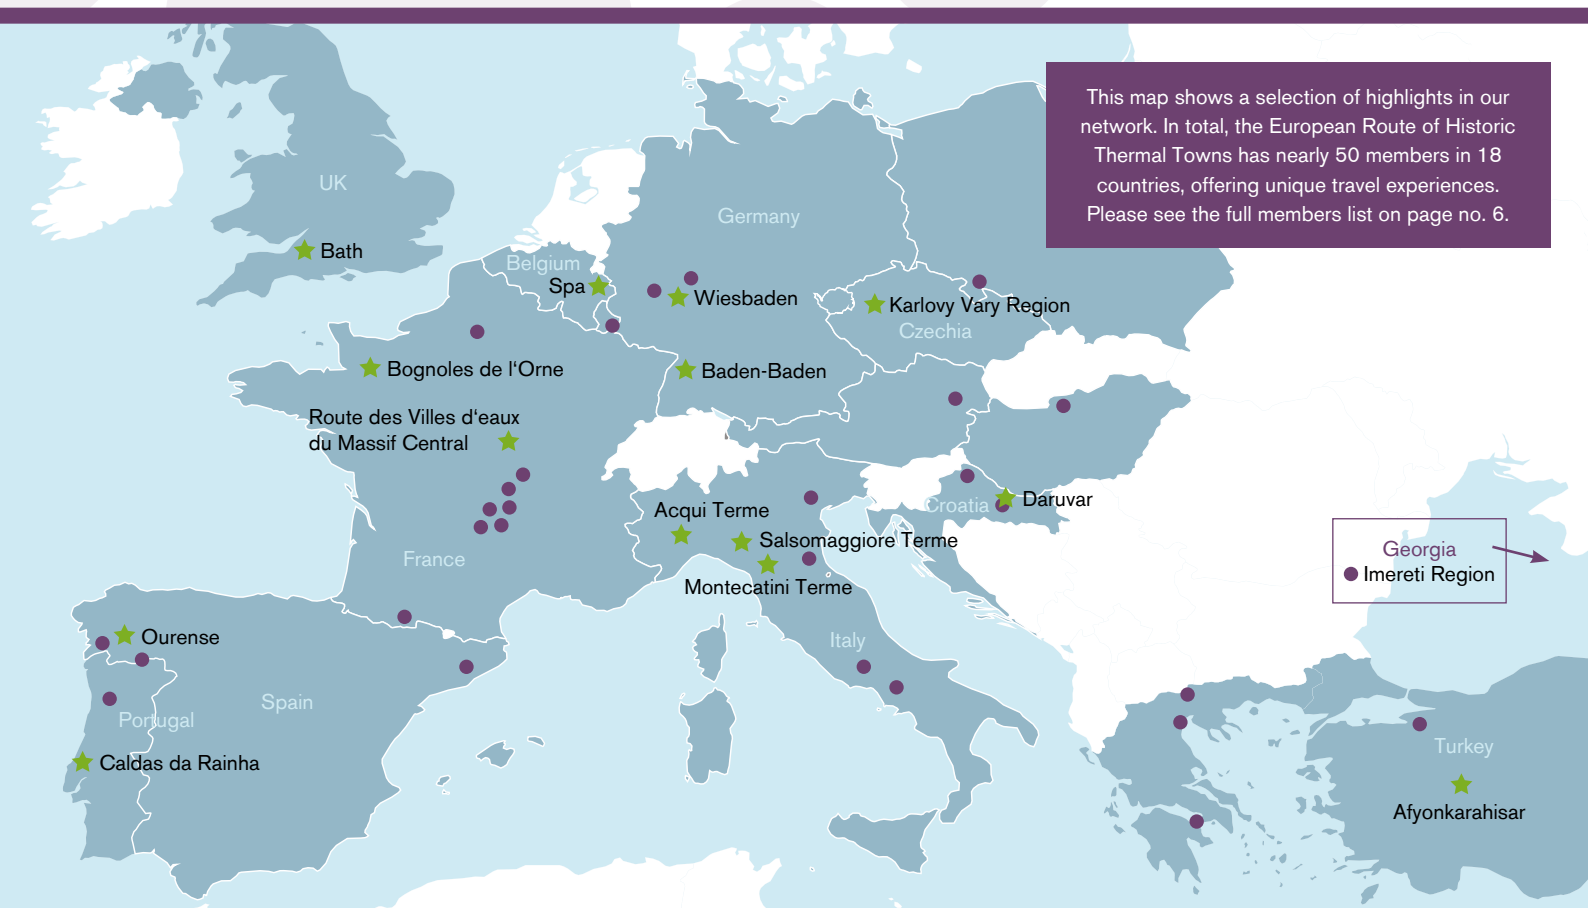 This map shows a selection of highlights in our
network. In total, the European Route of Historic
Thermal Towns has nearly 50 members in 18
countries, offering unique travel experiences.
Please see the full members list on page no. 6.
UK
Bath
Germany
Belgium
Spa
Wiesbaden
Karlovy Vary Region
Czechia
Bognoles de l‘Orne
Baden-Baden
Route des Villes d‘eaux
du Massif Central
Acqui Terme
Croatia
Daruvar
Salsomaggiore Terme
France
Montecatini Terme
Georgia
Imereti Region
Ourense
Italy
Spain
Portugal
Caldas da Rainha
Turkey
Afyonkarahisar